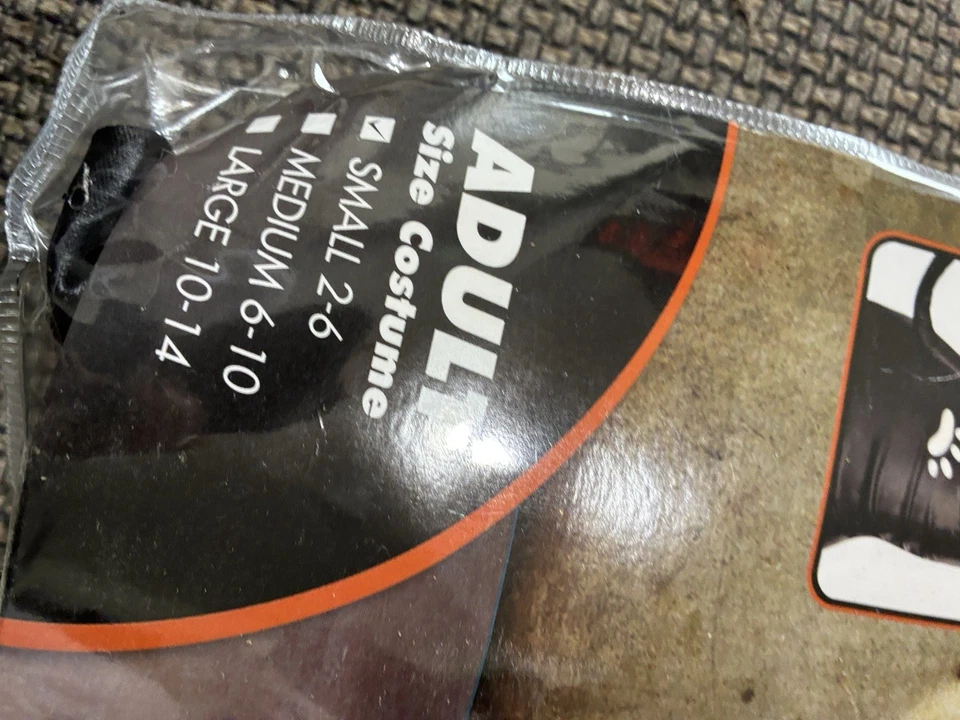 ADULT
Size Costume
SMALL 2-6
MEDIUM 6-10
LARGE 10-14